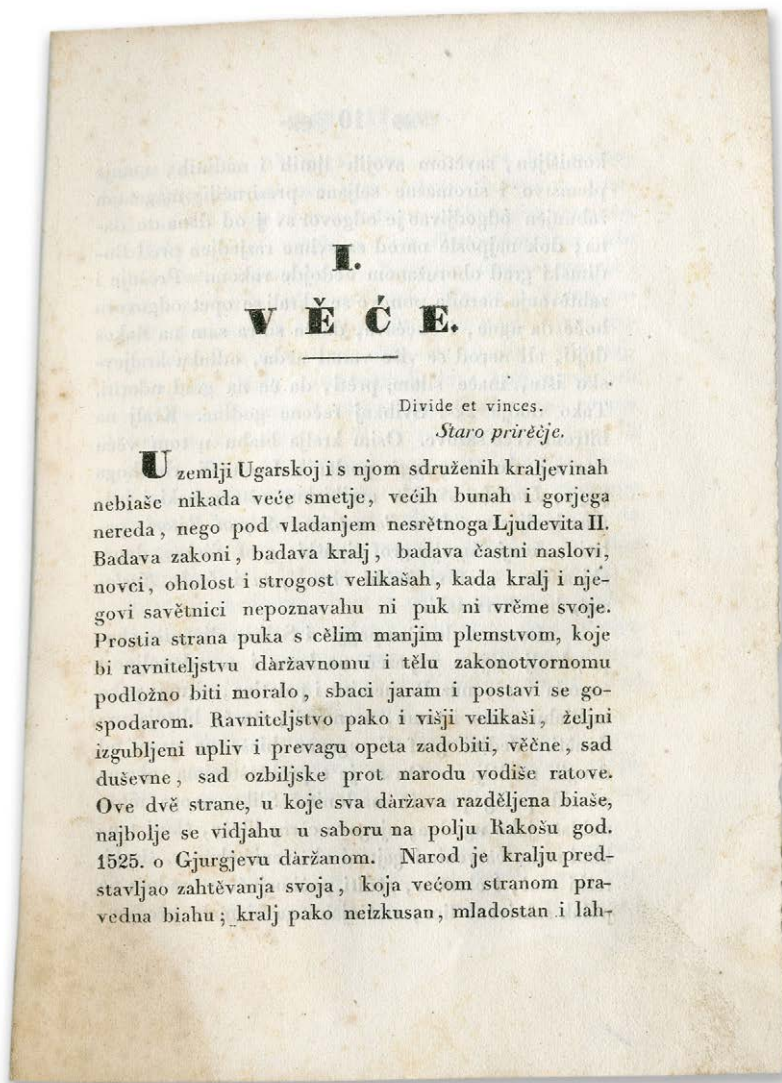 I.
VĚĆE.
Divide et vinces.
Staro prirěčje.
U zemlji Ugarskoj i s njom sdruženih kraljevinah
nebiaše nikada veće smetje, većih bunah i gorjega
nereda, nego pod vladanjem nesrětnoga Ljudevita II.
Badava zakoni, badava kralj, badava častni naslovi,
novci, oholost i strogost velikašah, kada kralj i nje-
govi savětnici nepoznavahu ni puk ni vrěme svoje.
Prostia strana puka s cělim manjim plemstvom, koje
bi ravniteljstvu dàržavnomu i tělu zakonotvornomu
podložno biti moralo, sbaci jaram i postavi se go-
spodarom. Ravniteljstvo pako i višji velikaši, željni
izgubljeni upliv i prevagu opeta zadobiti, věčne, sad
duševne, sad ozbiljske prot narodu vodiše ratove.
Ove dvě strane, u koje sva dàržava razděljena biaše,
najbolje se vidjahu u saboru na polju Rakošu god.
1525. o Gjurgjevu dàržanom. Narod je kralju pred-
stavljao zahtěvanja svoja, koja većom stranom pra-
vedna biahu; kralj pako neizkusan, mladostan i lah-